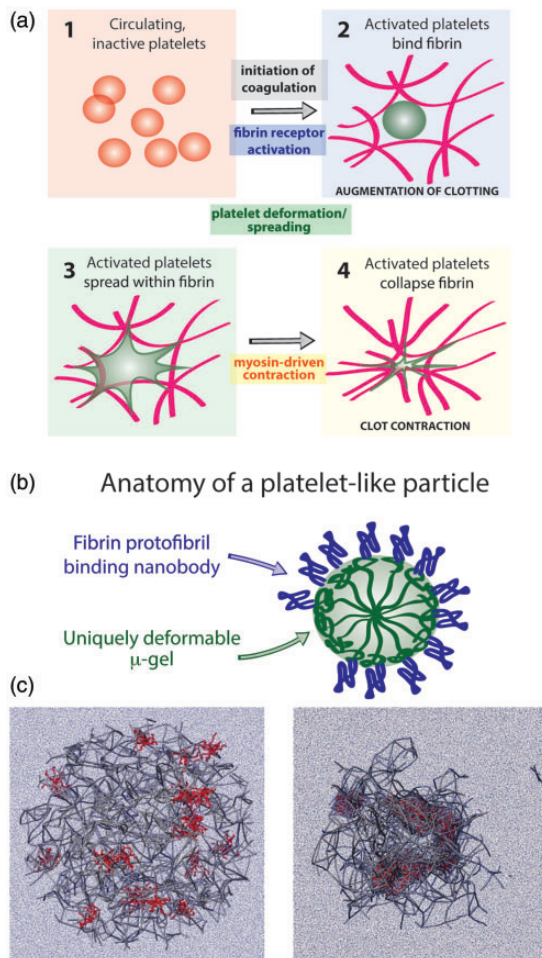 (a)
1 Circulating,
inactive platelets
initiation of
coagulation
fibrin receptor
activation
2 Activated platelets
bind fibrin
AUGMENTATION OF CLOTTING
platelet deformation/
spreading
3 Activated platelets
spread within fibrin
myosin-driven
contraction
4 Activated platelets
collapse fibrin
CLOT CONTRACTION
(b)
Anatomy of a platelet-like particle
Fibrin protofibril
binding nanobody
Uniquely deformable
μ-gel
(c)